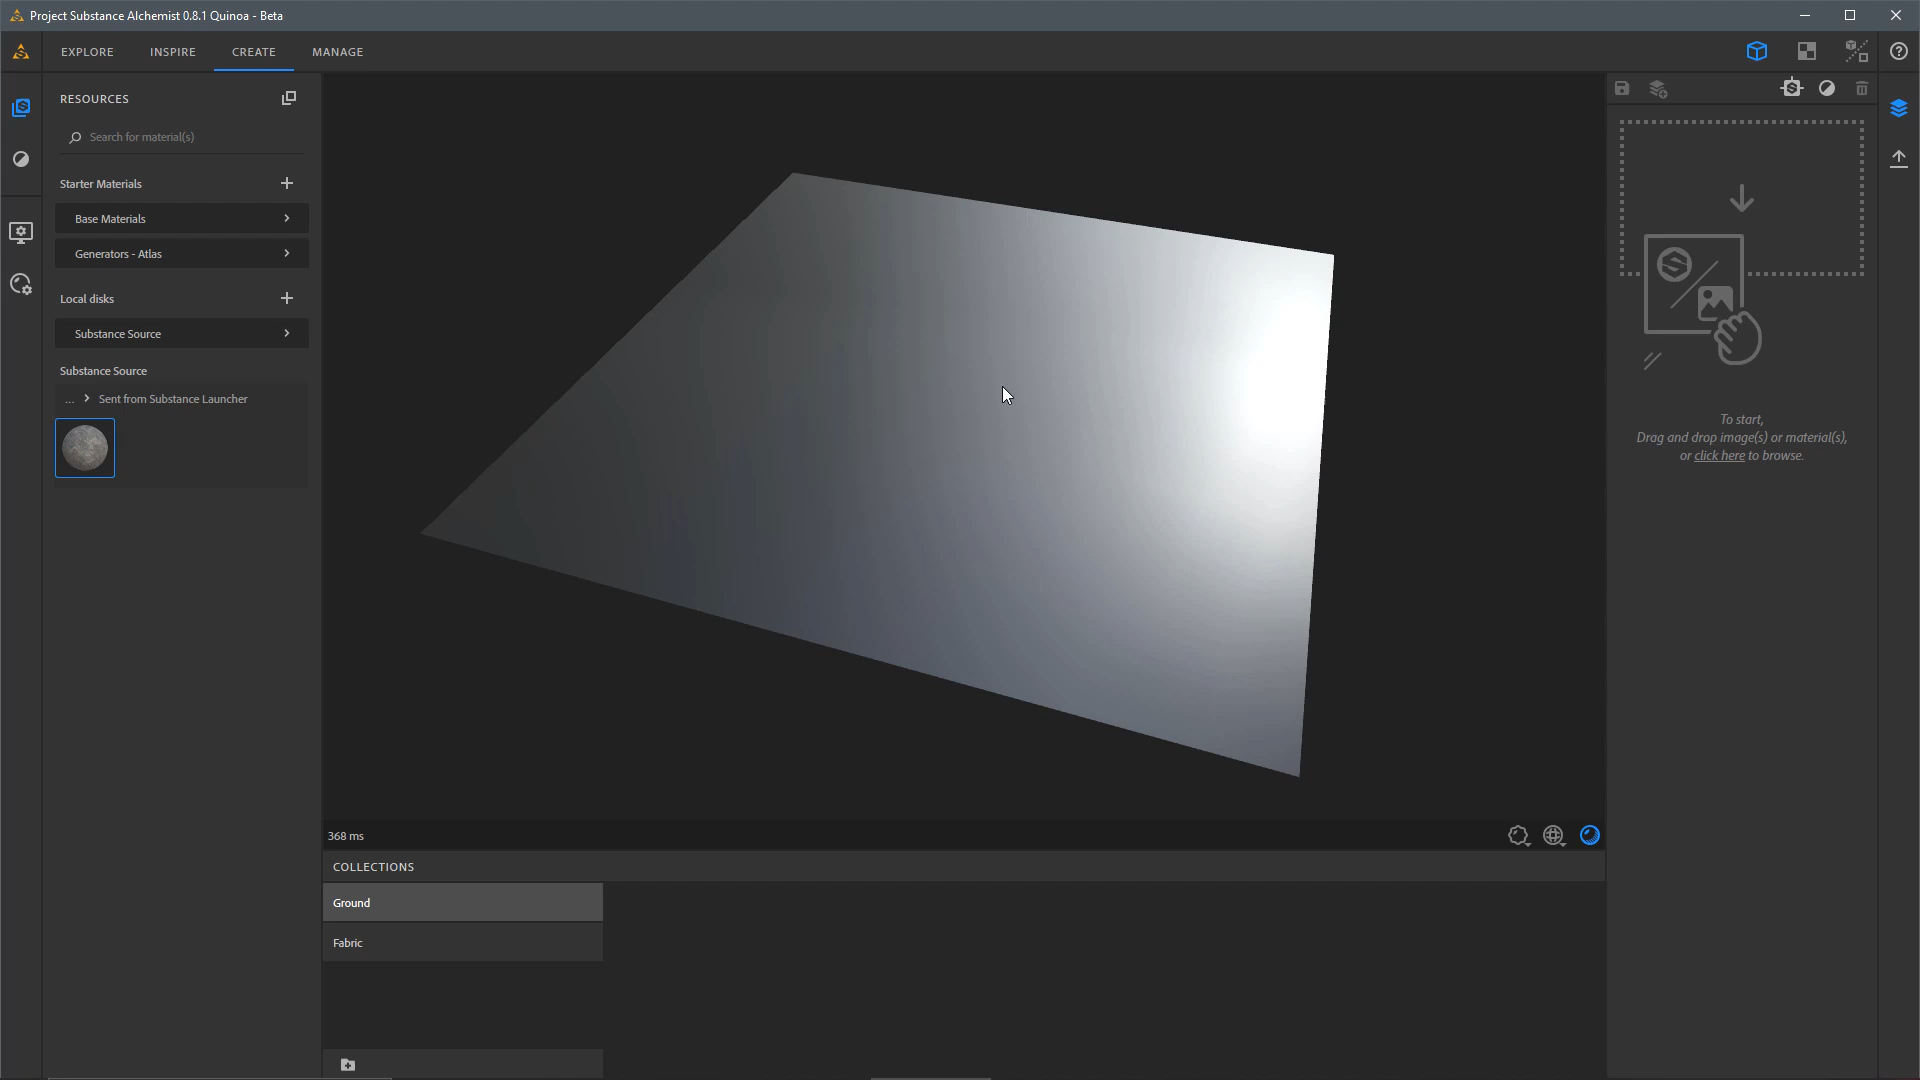 Project Substance Alchemist 0.8.1 Quinoa - Beta
EXPLORE
INSPIRE
CREATE
MANAGE
RESOURCES
Search for material(s)
Starter Materials
Base Materials
Generators - Atlas
Local disks
Substance Source
Substance Source
... > Sent from Substance Launcher
To start,
Drag and drop image(s) or material(s),
or click here to browse.
368 ms
COLLECTIONS
Ground
Fabric